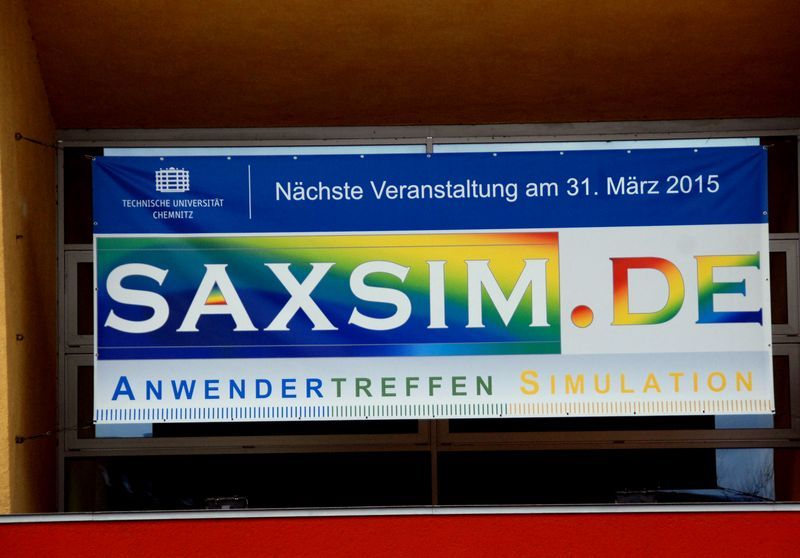 TECHNISCHE UNIVERSITÄT
CHEMNITZ
Nächste Veranstaltung am 31. März 2015
SAXSIM.DE
ANWENDERTREFFEN SIMULATION